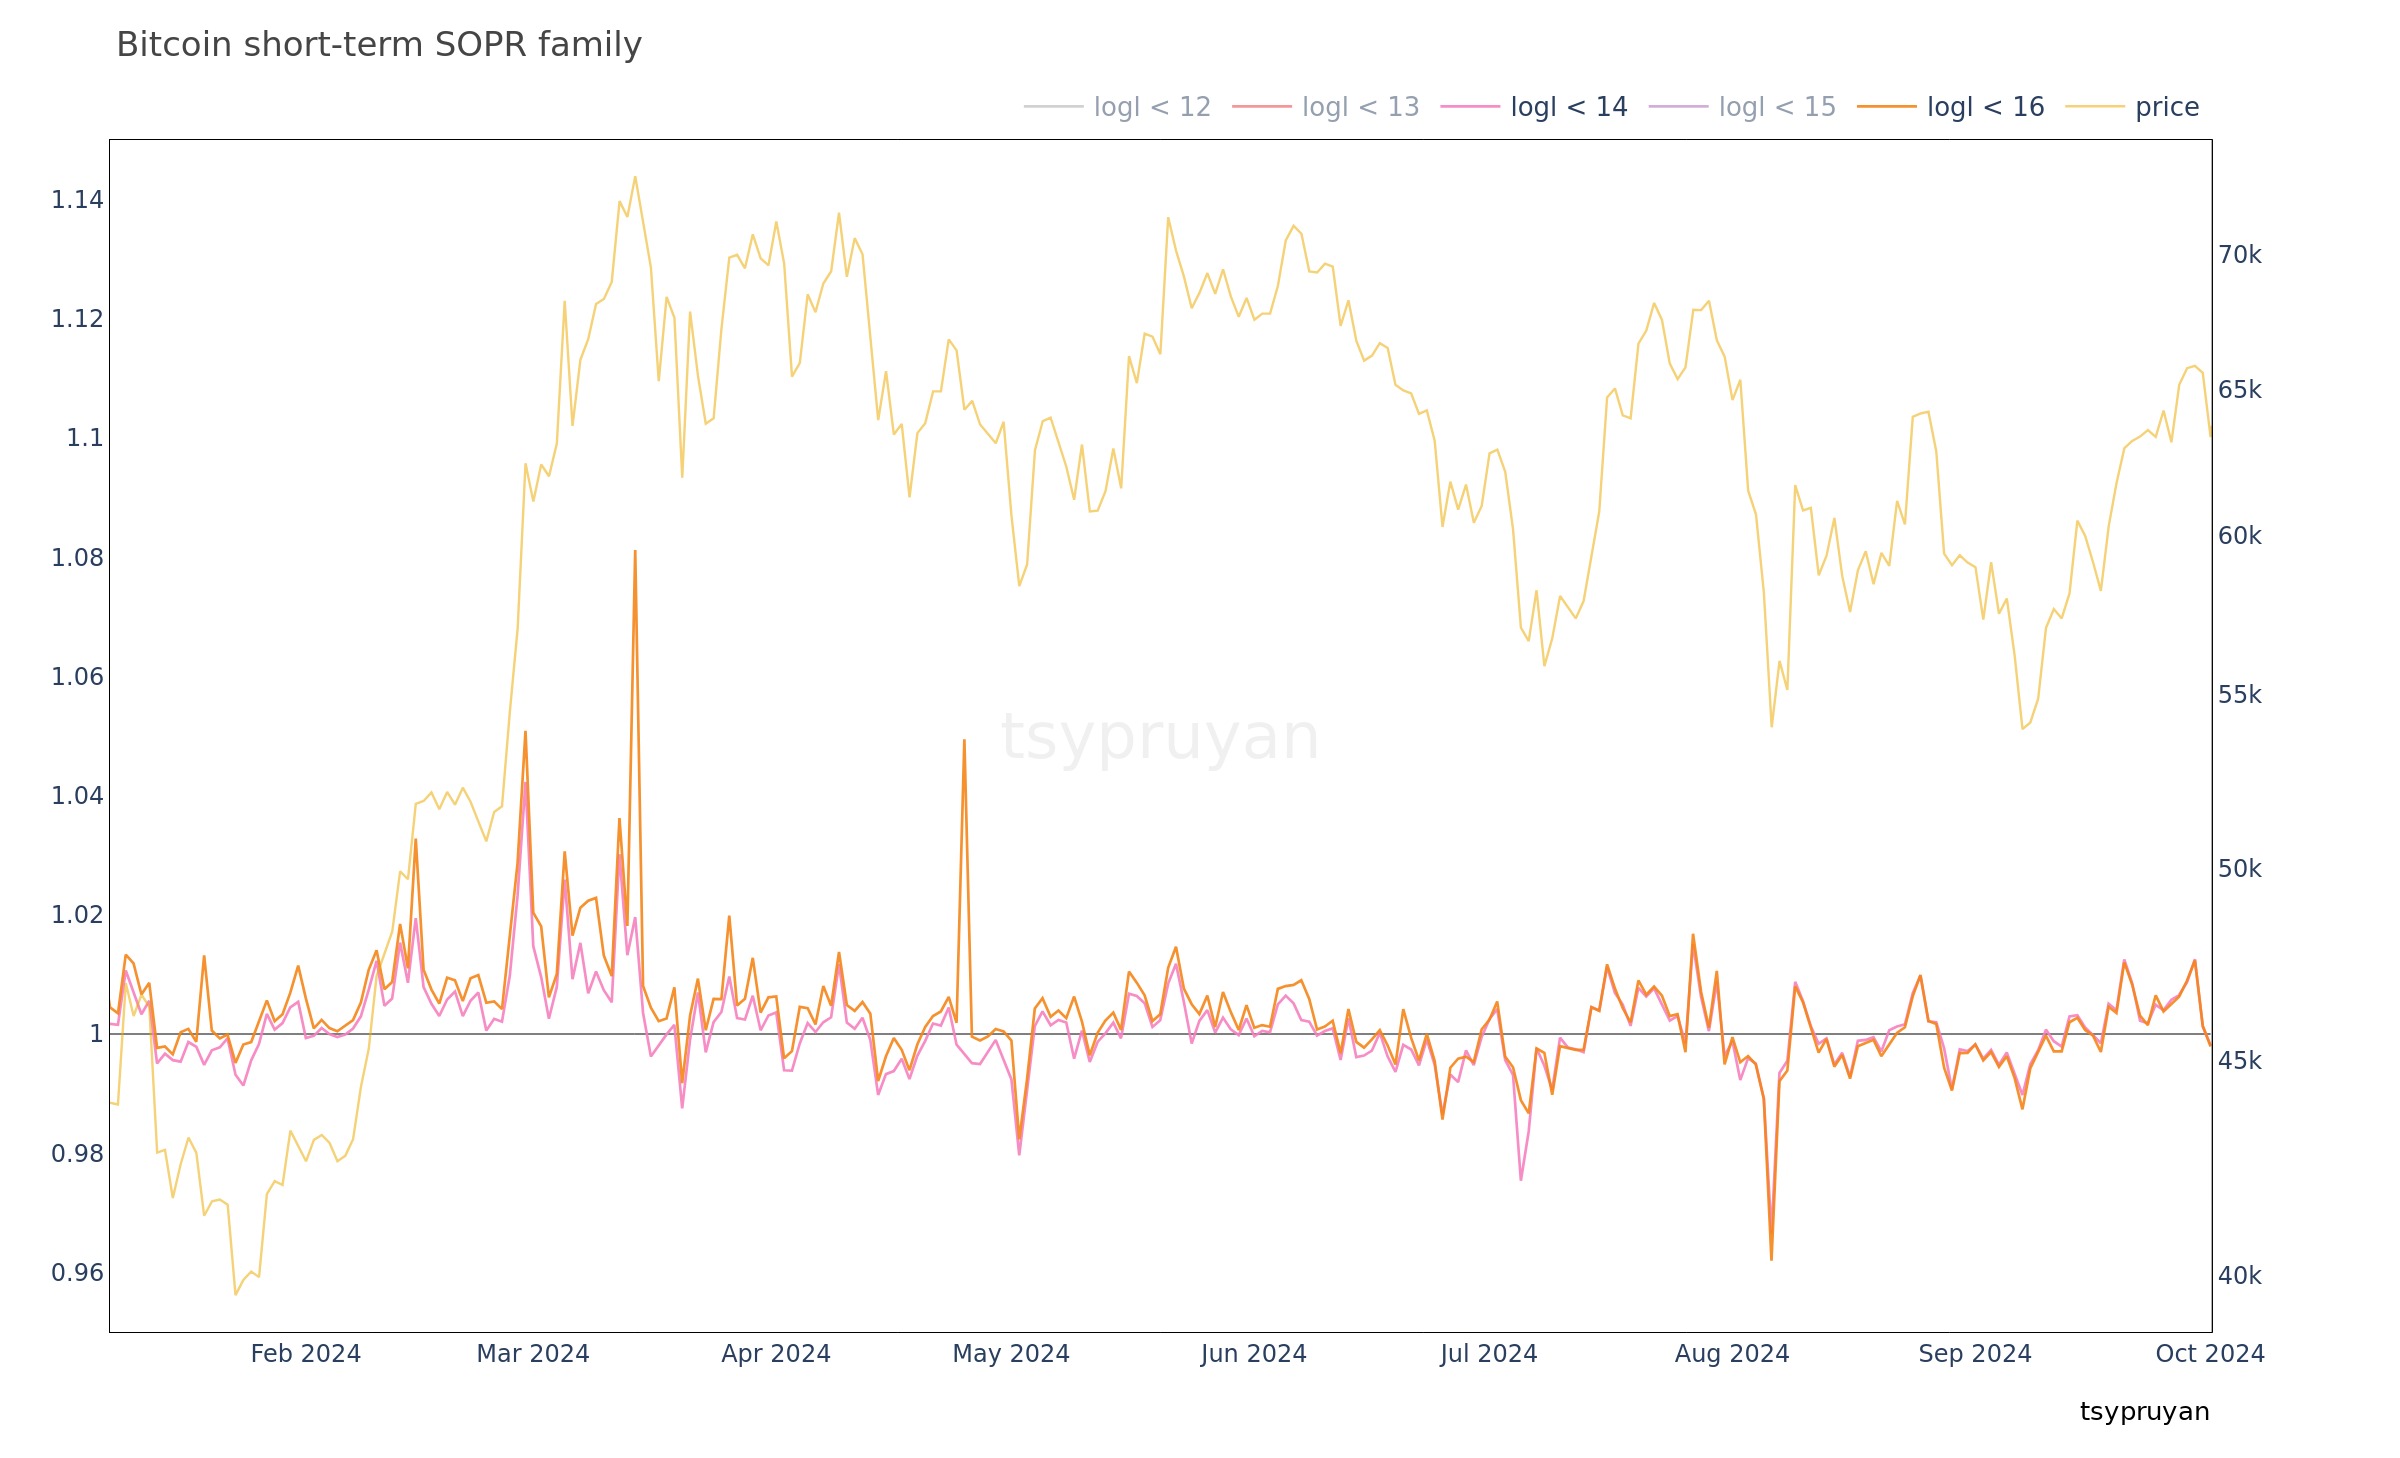 Bitcoin short-term SOPR family
logl < 12 logl < 13 logl < 14 logl < 15 logl < 16 price
1.14
1.12
1.1
1.08
1.06
1.04
1.02
1
0.98
0.96
70k
65k
60k
55k
50k
45k
40k
tsypruyan
Feb 2024 Mar 2024 Apr 2024 May 2024 Jun 2024 Jul 2024 Aug 2024 Sep 2024 Oct 2024
tsypruyan